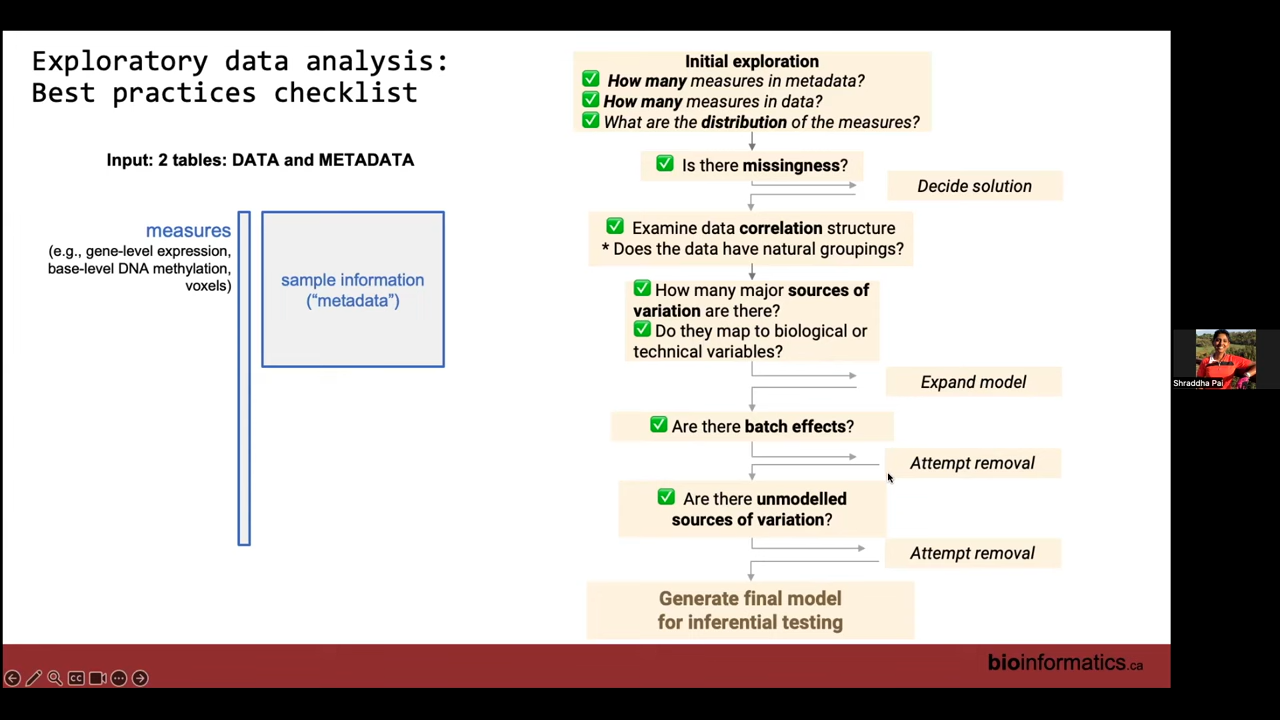 Exploratory data analysis:
Best practices checklist
Input: 2 tables: DATA and METADATA
measures
(e.g., gene-level expression,
base-level DNA methylation,
voxels)
sample information
("metadata")
Initial exploration
✅ How many measures in metadata?
✅ How many measures in data?
✅ What are the distribution of the measures?
✅ Is there missingness?
Decide solution
✅ Examine data correlation structure
* Does the data have natural groupings?
✅ How many major sources of
variation are there?
✅ Do they map to biological or
technical variables?
Expand model
✅ Are there batch effects?
Attempt removal
✅ Are there unmodelled
sources of variation?
Attempt removal
Generate final model
for inferential testing
bioinformatics.ca
CC
Shraddha Pai